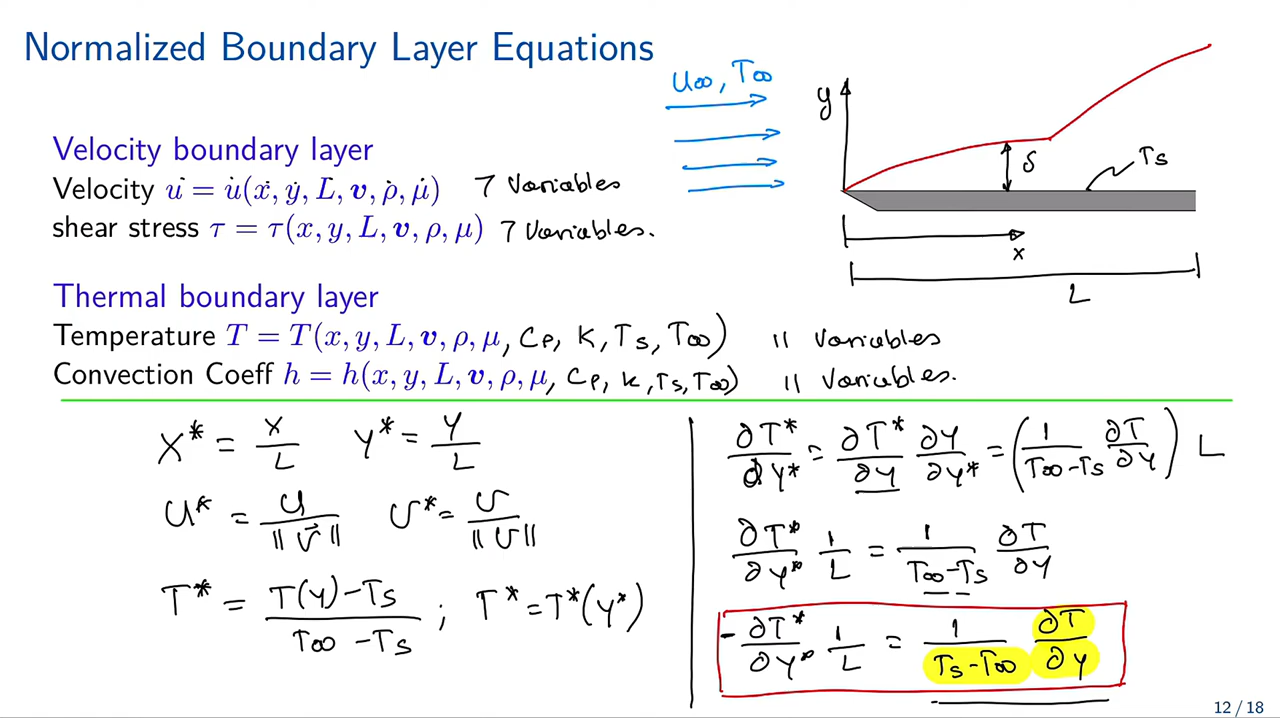 Normalized Boundary Layer Equations
u∞, T∞
y
δ
Ts
x
L
Velocity boundary layer
Velocity u = u(x, y, L, v, ρ, μ) 7 Variables
shear stress τ = τ(x, y, L, v, ρ, μ) 7 Variables.
Thermal boundary layer
Temperature T = T(x, y, L, v, ρ, μ, Cp, K, Ts, T∞) 11 Variables
Convection Coeff h = h(x, y, L, v, ρ, μ, Cp, k, Ts, T∞) 11 Variables.
X* = X/L Y* = Y/L
U* = U/||V⃗|| V* = V/||V||
T* = (T(y) - Ts)/(T∞ - Ts) ; T* = T*(Y*)
∂T*/∂Y* = ∂T*/∂Y ∂Y/∂Y* = (1/(T∞-Ts) ∂T/∂Y) L
∂T*/∂Y* 1/L = 1/(T∞-Ts) ∂T/∂Y
-∂T*/∂Y* 1/L = 1/(Ts-T∞) ∂T/∂Y
12 / 18